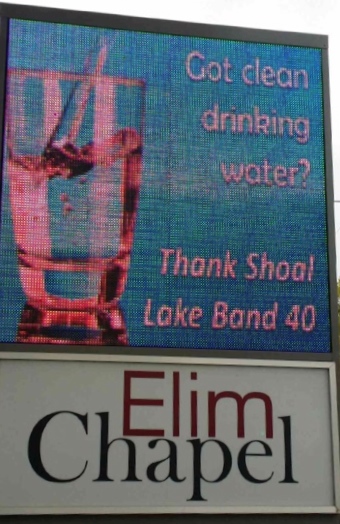 Got clean
drinking
water?
Thank Shoal
Lake Band 40
Elim
Chapel